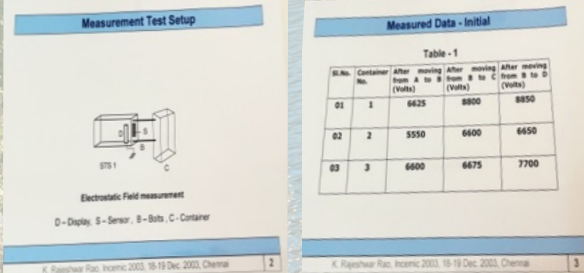 Measurement Test Setup
D
S
B
STS 1
C
Electrostatic Field measurement
D - Display, S - Sensor, B - Bolts, C - Container
K. Rajeshwar Rao, Incemic 2003, 18-19 Dec. 2003, Chennai 2
Measured Data - Initial
Table - 1
Sl.No. Container No. After moving from A to B (Volts) After moving from B to C (Volts) After moving from B to D (Volts)
01 1 6625 8800 8850
02 2 5550 6600 6650
03 3 6600 6675 7700
K. Rajeshwar Rao, Incemic 2003, 18-19 Dec. 2003, Chennai 3